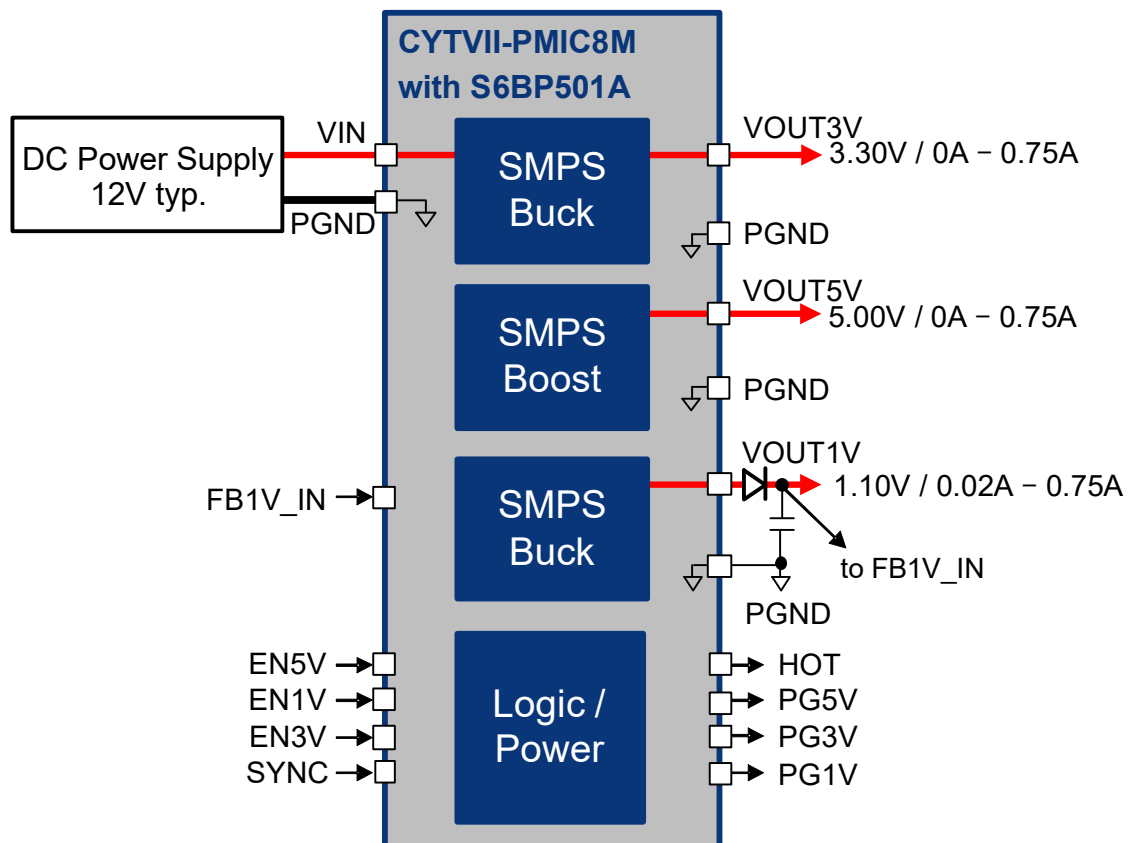 CYTVII-PMIC8M
with S6BP501A
DC Power Supply
12V typ.
VIN
PGND
SMPS
Buck
VOUT3V
3.30V / 0A − 0.75A
PGND
SMPS
Boost
VOUT5V
5.00V / 0A − 0.75A
PGND
FB1V_IN
SMPS
Buck
VOUT1V
1.10V / 0.02A − 0.75A
to FB1V_IN
PGND
EN5V
EN1V
EN3V
SYNC
Logic /
Power
HOT
PG5V
PG3V
PG1V